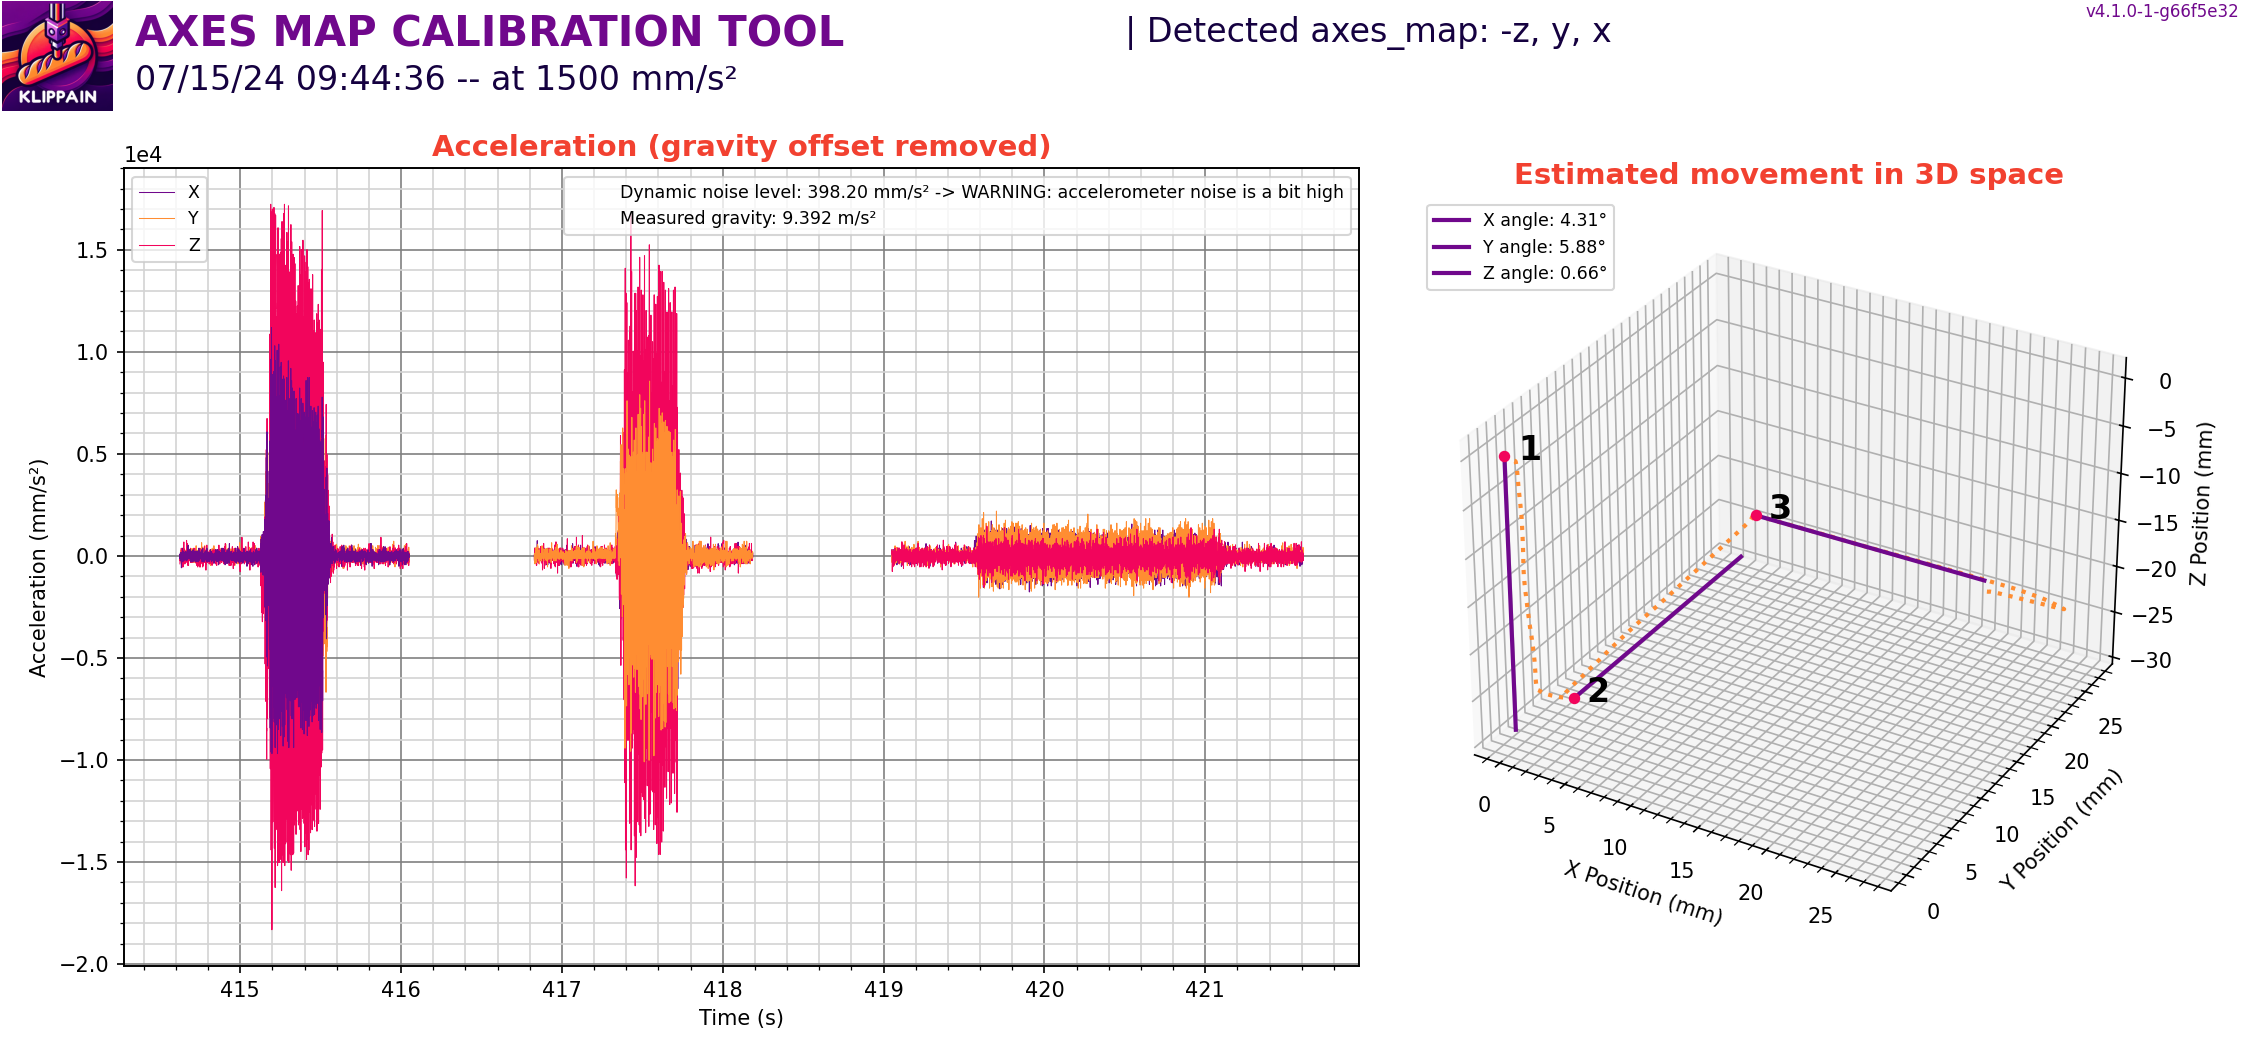 KLIPPAIN
AXES MAP CALIBRATION TOOL
| Detected axes_map: -z, y, x
v4.1.0-1-g66f5e32
07/15/24 09:44:36 -- at 1500 mm/s²
Acceleration (gravity offset removed)
1e4
X
Y
Z
Dynamic noise level: 398.20 mm/s² -> WARNING: accelerometer noise is a bit high
Measured gravity: 9.392 m/s²
1.5
1.0
0.5
0.0
−0.5
−1.0
−1.5
−2.0
Acceleration (mm/s²)
415
416
417
418
419
420
421
Time (s)
Estimated movement in 3D space
X angle: 4.31°
Y angle: 5.88°
Z angle: 0.66°
1
2
3
0
−5
−10
−15
−20
−25
−30
Z Position (mm)
0
5
10
15
20
25
X Position (mm)
0
5
10
15
20
25
Y Position (mm)